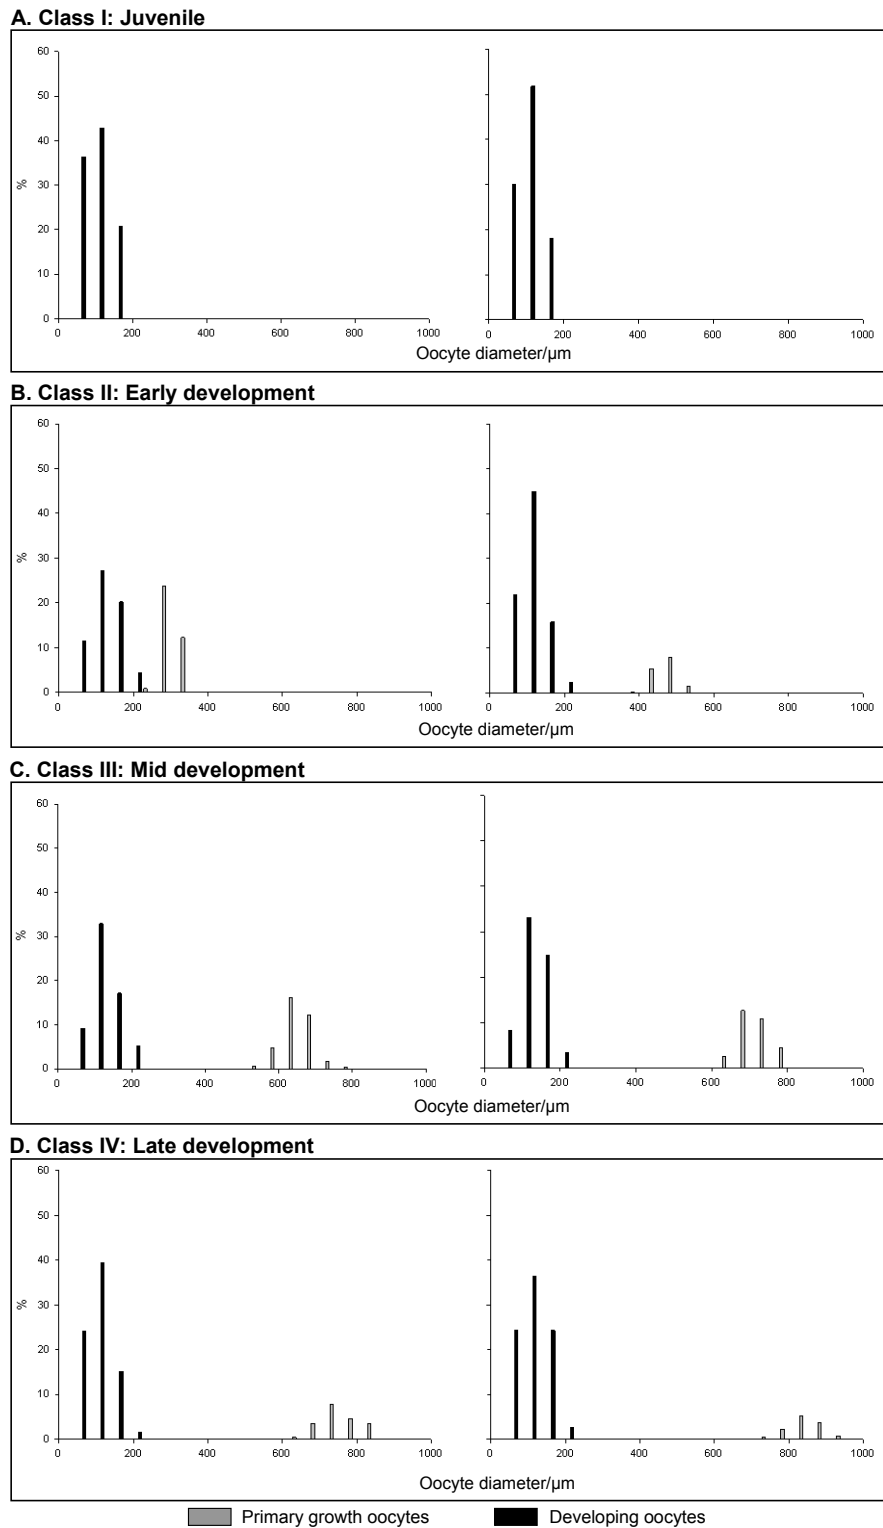 A. Class I: Juvenile
60
50
40
30
20
10
0
%
0 200 400 600 800 1000
0 200 400 600 800 1000
Oocyte diameter/µm
B. Class II: Early development
60
50
40
30
20
10
0
%
0 200 400 600 800 1000
0 200 400 600 800 1000
Oocyte diameter/µm
C. Class III: Mid development
60
50
40
30
20
10
0
%
0 200 400 600 800 1000
0 200 400 600 800 1000
Oocyte diameter/µm
D. Class IV: Late development
60
50
40
30
20
10
0
%
0 200 400 600 800 1000
0 200 400 600 800 1000
Oocyte diameter/µm
Primary growth oocytes Developing oocytes